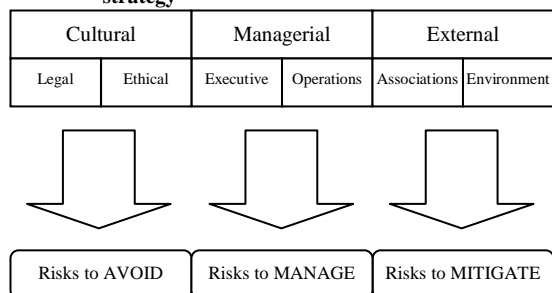 strategy
Cultural Managerial External
Legal Ethical Executive Operations Associations Environment
Risks to AVOID Risks to MANAGE Risks to MITIGATE